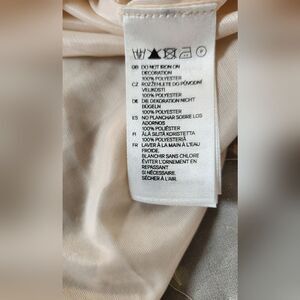 GB DO NOT IRON ON
DECORATION
100% POLYESTER
CZ ROZŽEHLETE DO PŮVODNÍ
VELIKOSTI
100% POLYESTER
DE DIE DEKORATION NICHT
BÜGELN
100% POLYESTER
ES NO PLANCHAR SOBRE LOS
ADORNOS
100% POLIÉSTER
FI ÄLÄ SILITÄ KORISTETTA
100% POLYESTERIÄ
FR LAVER À LA MAIN À L'EAU
FROIDE.
BLANCHIR SANS CHLORE
ÉVITER L'ORNEMENT EN
REPASSANT
SI NÉCESSAIRE.
SÉCHER À L'AIR.